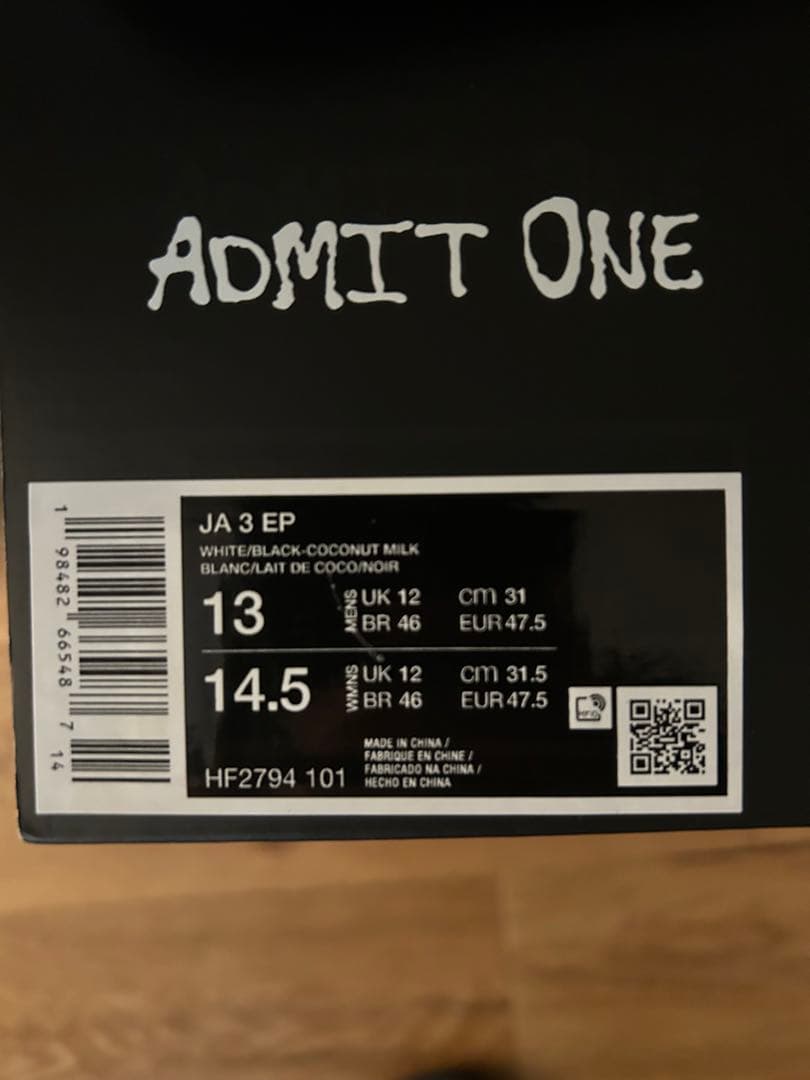 ADMIT ONE
JA 3 EP
WHITE/BLACK-COCONUT MILK
BLANC/LAIT DE COCO/NOIR
13 MENS UK 12 cm 31
BR 46 EUR 47.5
14.5 WMNS UK 12 cm 31.5
BR 46 EUR 47.5
MADE IN CHINA /
FABRIQUE EN CHINE /
FABRICADO NA CHINA /
HECHO EN CHINA
HF2794 101
1 98482 66548 7 14